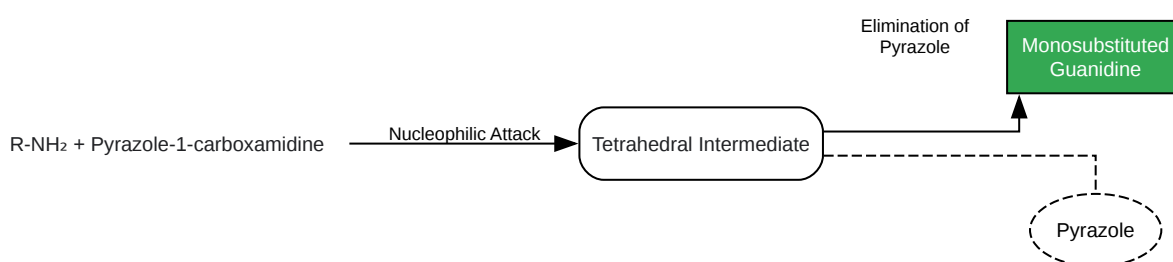 Elimination of
Pyrazole
Monosubstituted
Guanidine
R-NH₂ + Pyrazole-1-carboxamidine
Nucleophilic Attack
Tetrahedral Intermediate
Pyrazole